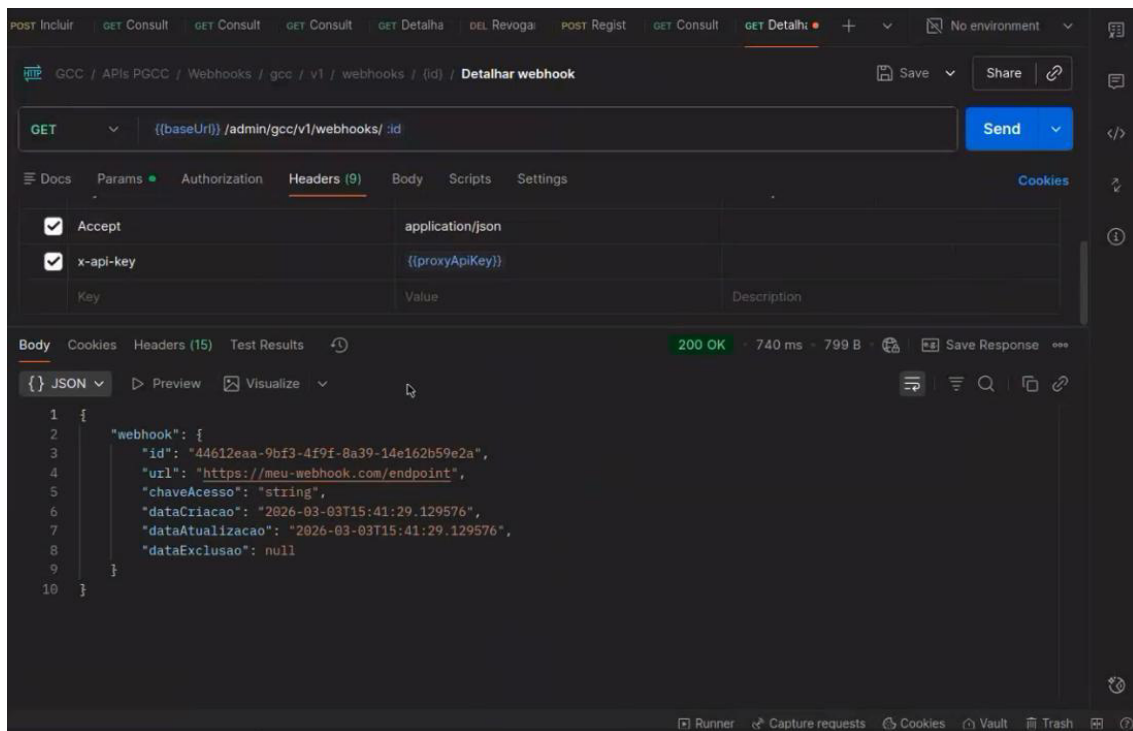 POST Incluir GET Consult GET Consult GET Consult GET Detalha DEL Revoga POST Regist GET Consult GET Detalha No environment
HTTP GCC / APIs PGCC / Webhooks / gcc / v1 / webhooks / {id} / Detalhar webhook Save Share
GET {{baseUrl}} /admin/gcc/v1/webhooks/ :id Send
Docs Params Authorization Headers (9) Body Scripts Settings Cookies
Accept application/json
x-api-key {{proxyApiKey}}
Key Value Description
Body Cookies Headers (15) Test Results 200 OK 740 ms 799 B Save Response
{} JSON Preview Visualize
1 {
2 "webhook": {
3 "id": "44612eaa-9bf3-4f9f-8a39-14e162b59e2a",
4 "url": "https://meu-webhook.com/endpoint",
5 "chaveAcesso": "string",
6 "dataCriacao": "2026-03-03T15:41:29.129576",
7 "dataAtualizacao": "2026-03-03T15:41:29.129576",
8 "dataExclusao": null
9 }
10 }
Runner Capture requests Cookies Vault Trash